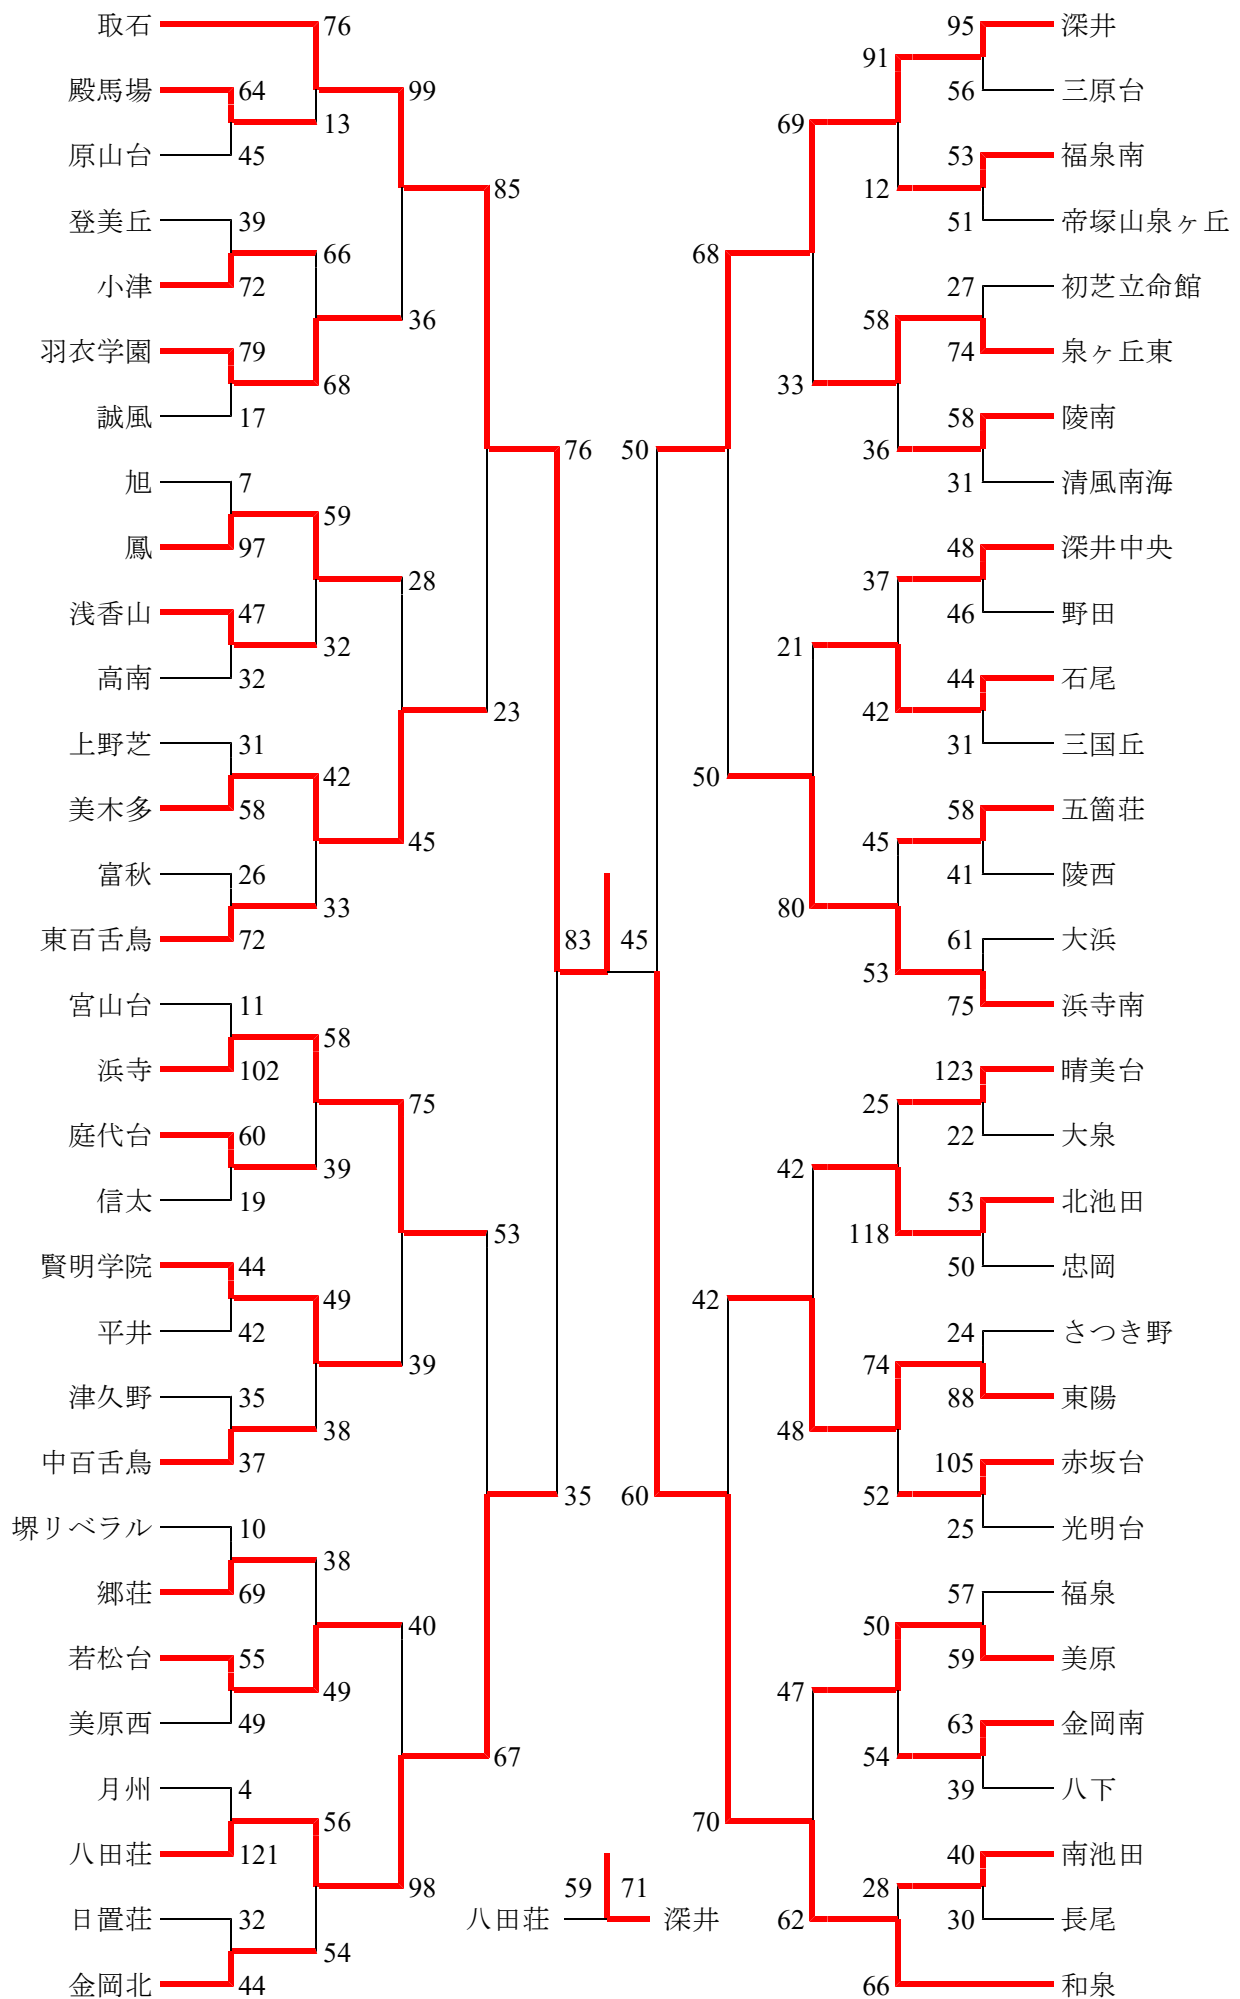 取石 76 95 深井
91
殿馬場 64 99 56 三原台
13 69
原山台 45 53 福泉南
85 12
登美丘 39 51 帝塚山泉ヶ丘
66 68
小津 72 27 初芝立命館
36 58
羽衣学園 79 74 泉ヶ丘東
68 33
誠風 17 58 陵南
76 50 36
旭 7 31 清風南海
59
鳳 97 48 深井中央
28 37
浅香山 47 46 野田
32 21
高南 32 44 石尾
23 42
上野芝 31 31 三国丘
42 50
美木多 58 58 五箇荘
45 45
富秋 26 41 陵西
33 80
東百舌鳥 72 83 45 61 大浜
53
宮山台 11 75 浜寺南
58
浜寺 102 123 晴美台
75 25
庭代台 60 22 大泉
39 42
信太 19 53 北池田
53 118
賢明学院 44 50 忠岡
49 42
平井 42 24 さつき野
39 74
津久野 35 88 東陽
38 48
中百舌鳥 37 105 赤坂台
35 60 52
堺リベラル 10 25 光明台
38
郷荘 69 57 福泉
40 50
若松台 55 59 美原
49 47
美原西 49 63 金岡南
67 54
月州 4 39 八下
56 70
八田荘 121 40 南池田
98 59 71 28
日置荘 32 八田荘 深井 62 30 長尾
54
金岡北 44 66 和泉